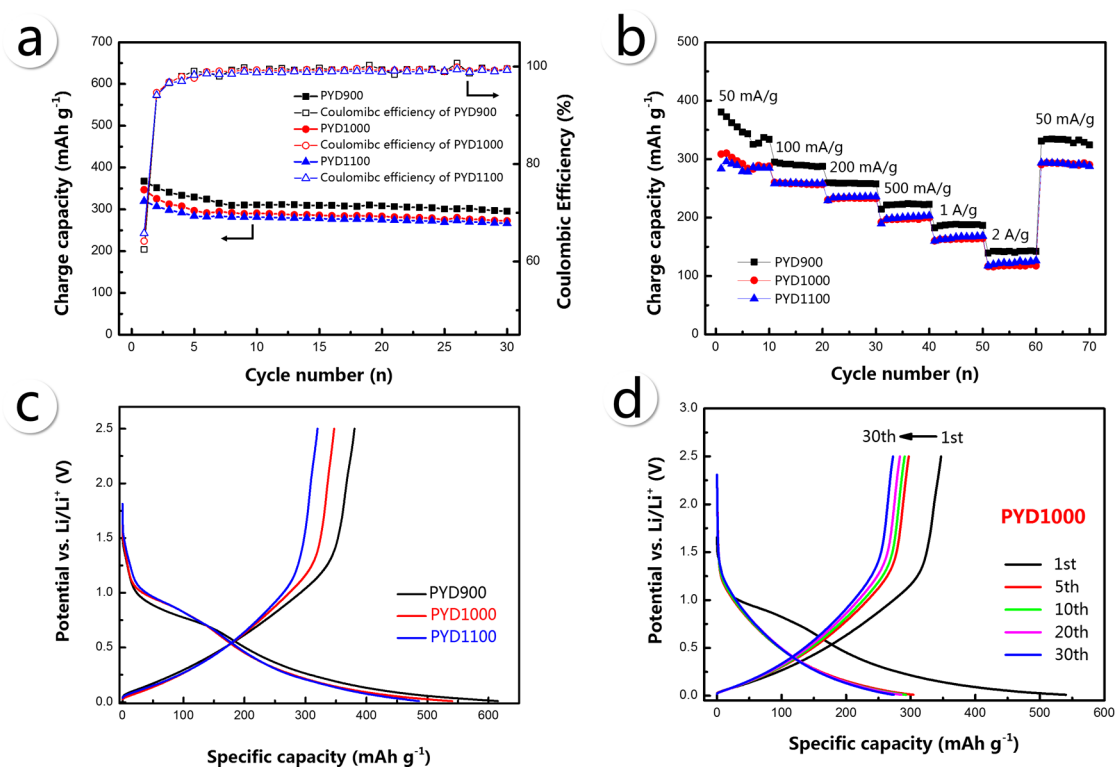 a
700
600
500
400
300
200
100
0
100
80
60
0
5
10
15
20
25
30
Charge capacity (mAh g⁻¹)
Coulombic Efficiency (%)
Cycle number (n)
PYD900
Coulomibc efficiency of PYD900
PYD1000
Coulomibc efficiency of PYD1000
PYD1100
Coulomibc efficiency of PYD1100
b
500
400
300
200
100
0
0
10
20
30
40
50
60
70
Charge capacity (mAh g⁻¹)
Cycle number (n)
50 mA/g
100 mA/g
200 mA/g
500 mA/g
1 A/g
2 A/g
50 mA/g
PYD900
PYD1000
PYD1100
c
2.5
2.0
1.5
1.0
0.5
0.0
0
100
200
300
400
500
600
Potential vs. Li/Li⁺ (V)
Specific capacity (mAh g⁻¹)
PYD900
PYD1000
PYD1100
d
3.0
2.5
2.0
1.5
1.0
0.5
0.0
0
100
200
300
400
500
600
Potential vs. Li/Li⁺ (V)
Specific capacity (mAh g⁻¹)
30th
1st
PYD1000
1st
5th
10th
20th
30th